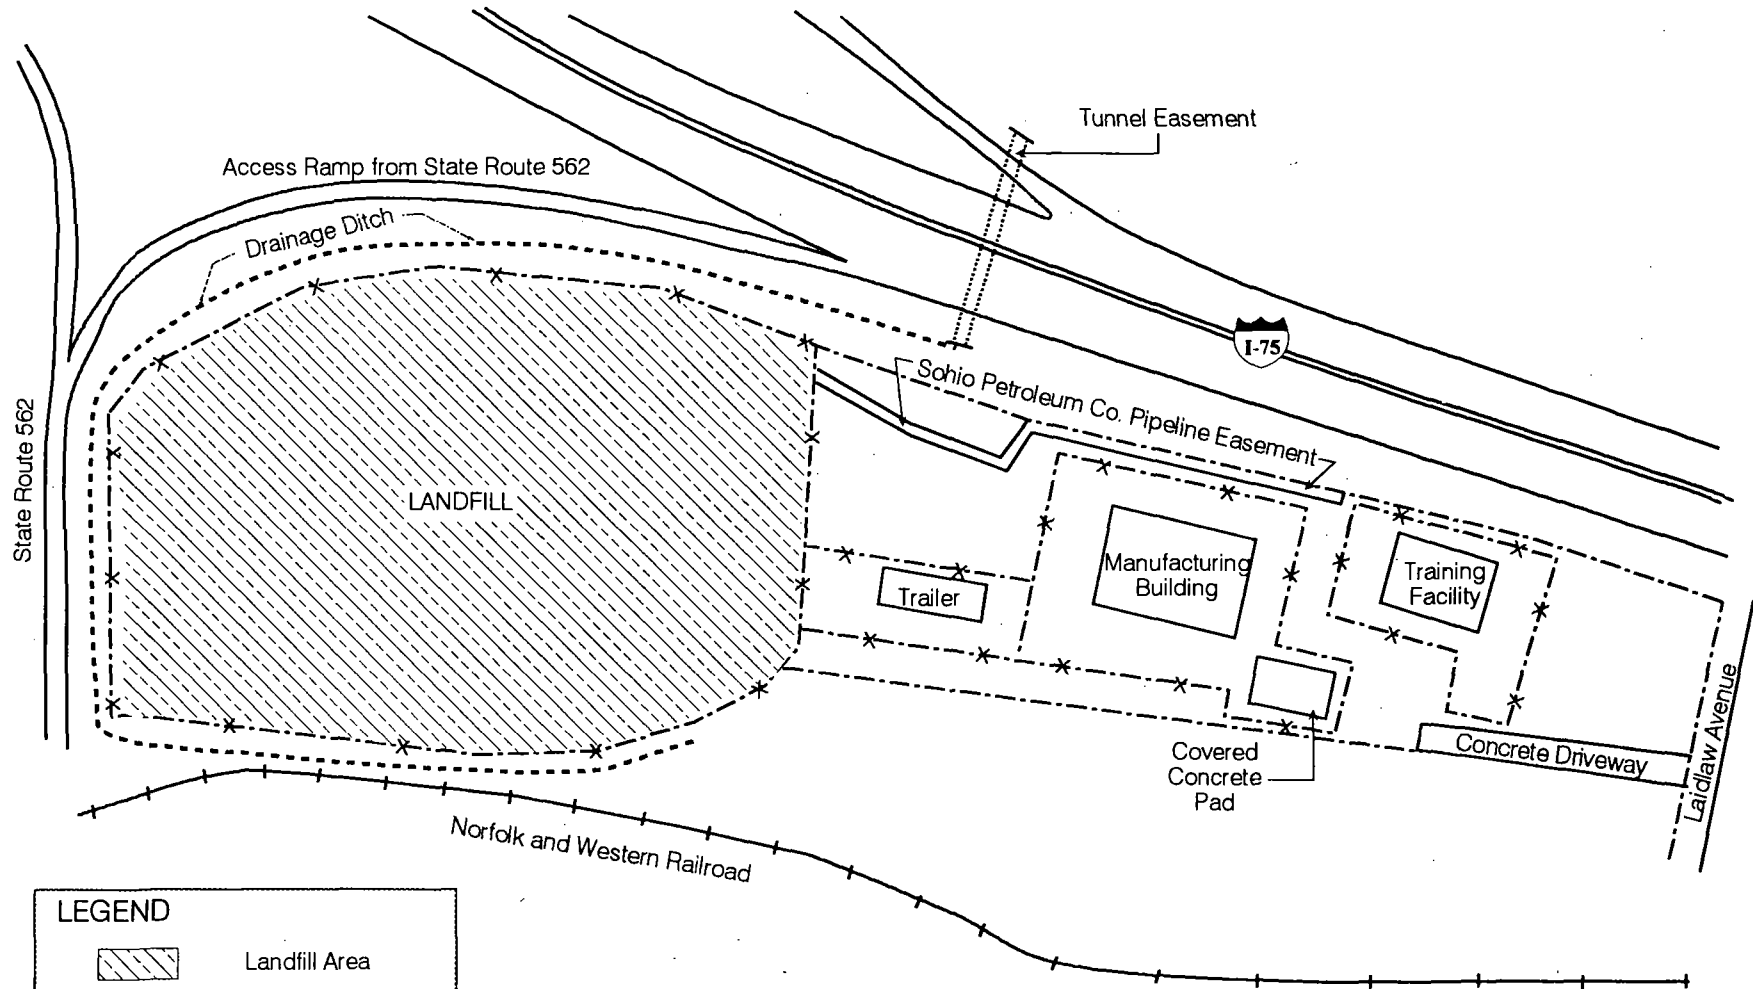 Tunnel Easement
Access Ramp from State Route 562
Drainage Ditch
I-75
Sohio Petroleum Co. Pipeline Easement
State Route 562
LANDFILL
Manufacturing
Building
Training
Facility
Trailer
Concrete Driveway
Laidlaw Avenue
Covered
Concrete
Pad
Norfolk and Western Railroad
LEGEND
Landfill Area